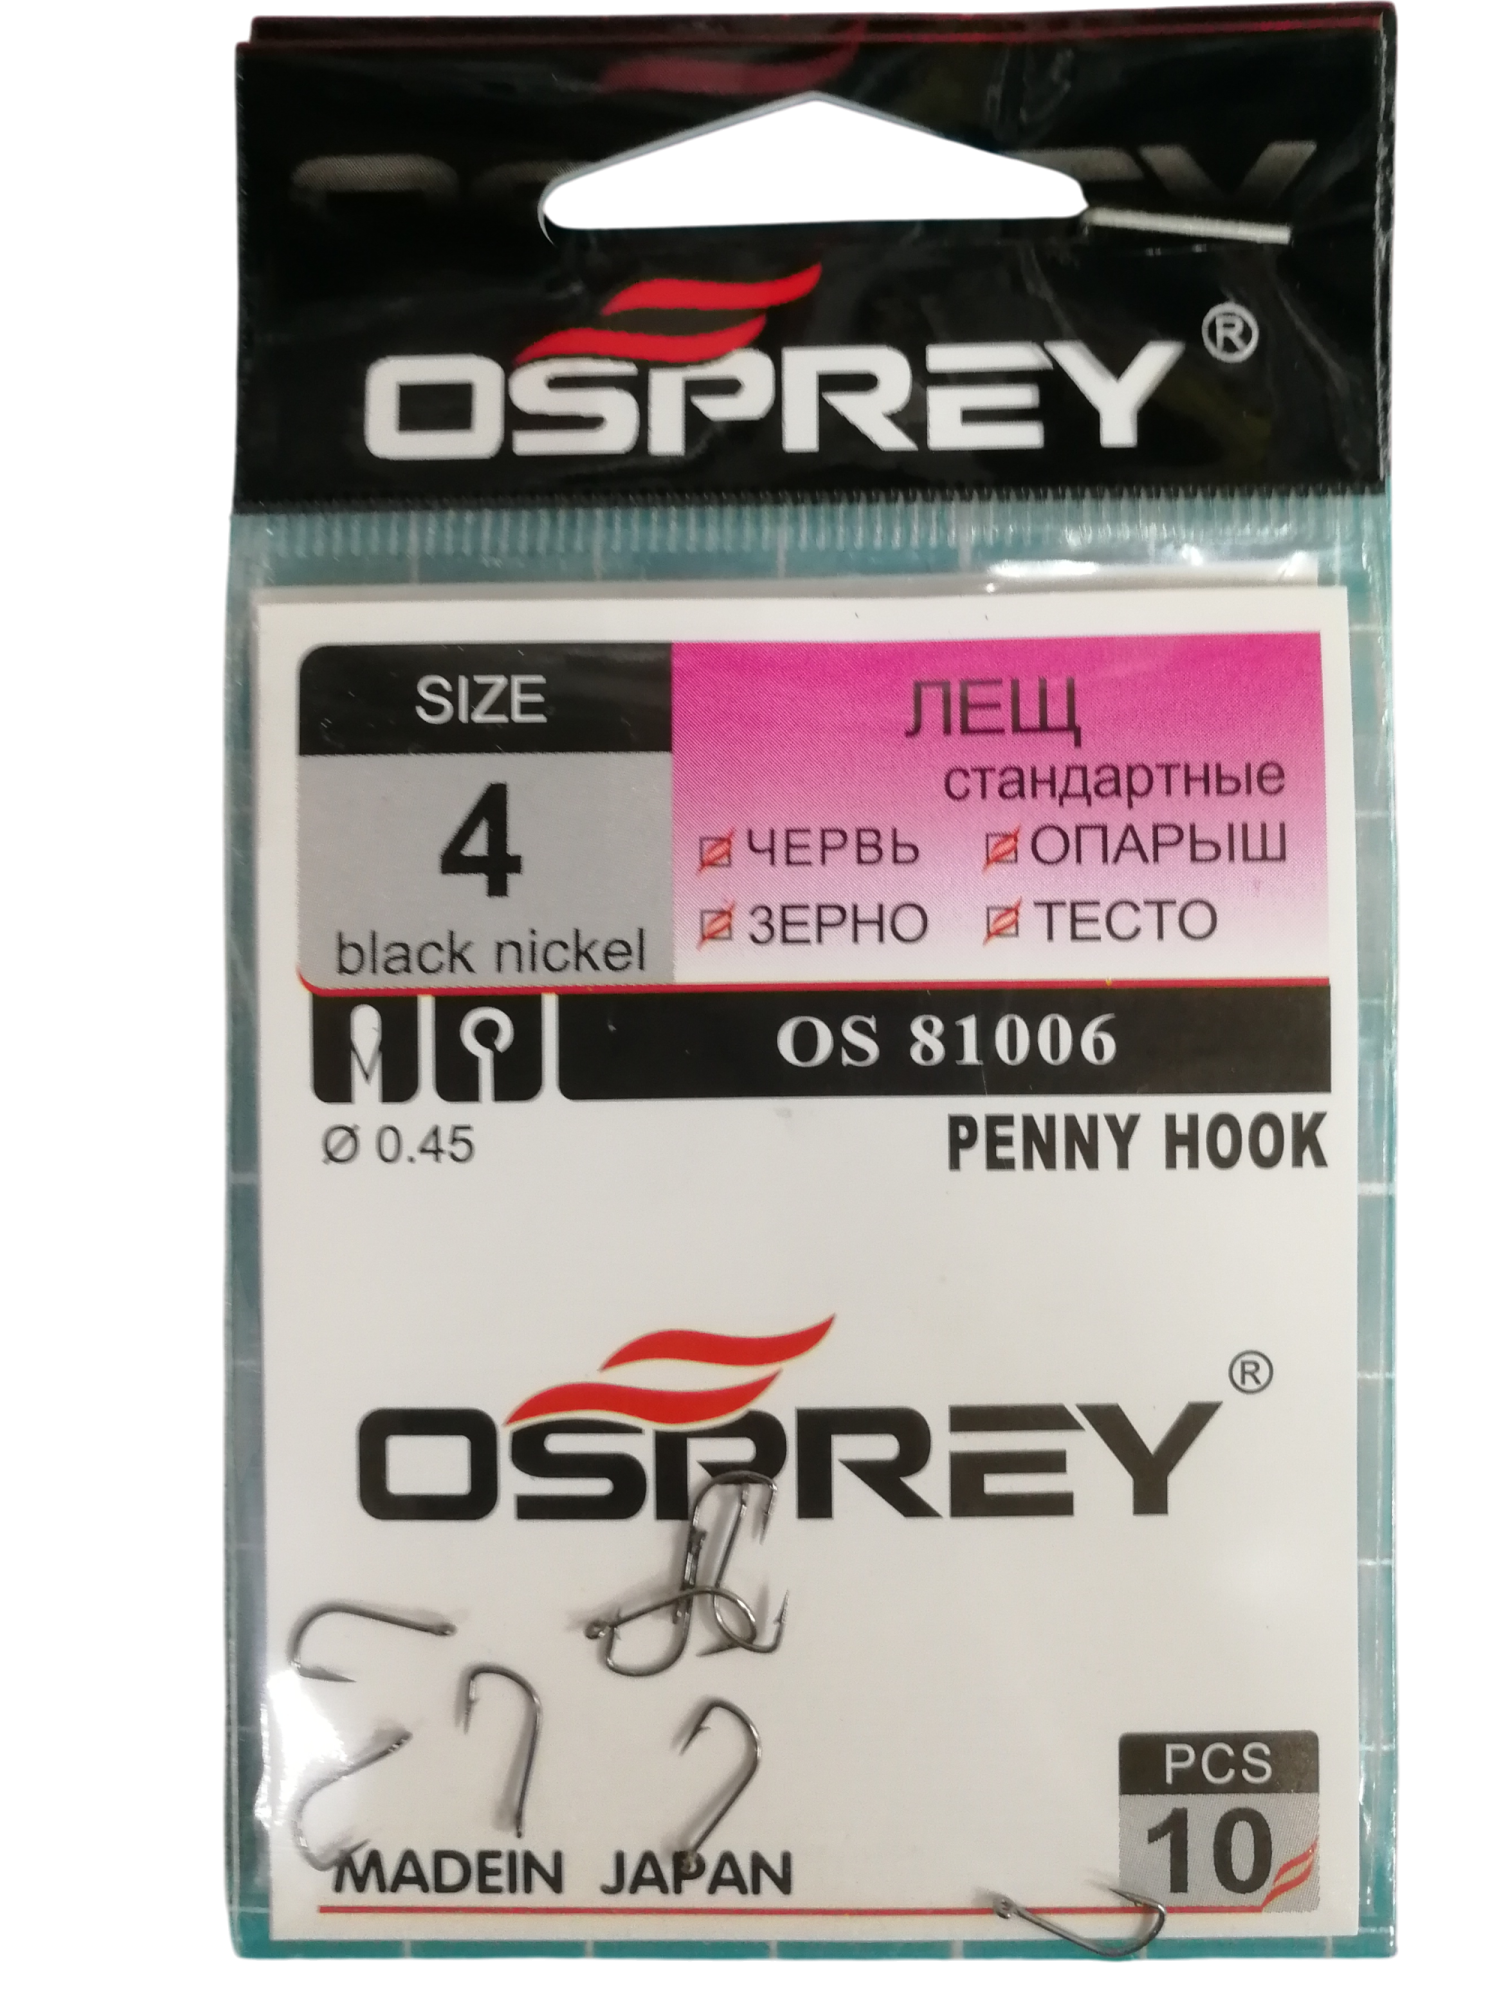 OSPREY ®
SIZE
4
black nickel
ЛЕЩ
стандартные
ЧЕРВЬ ОПАРЫШ
ЗЕРНО ТЕСТО
OS 81006
Ø 0.45
PENNY HOOK
OSPREY ®
PCS
10
MADEIN JAPAN